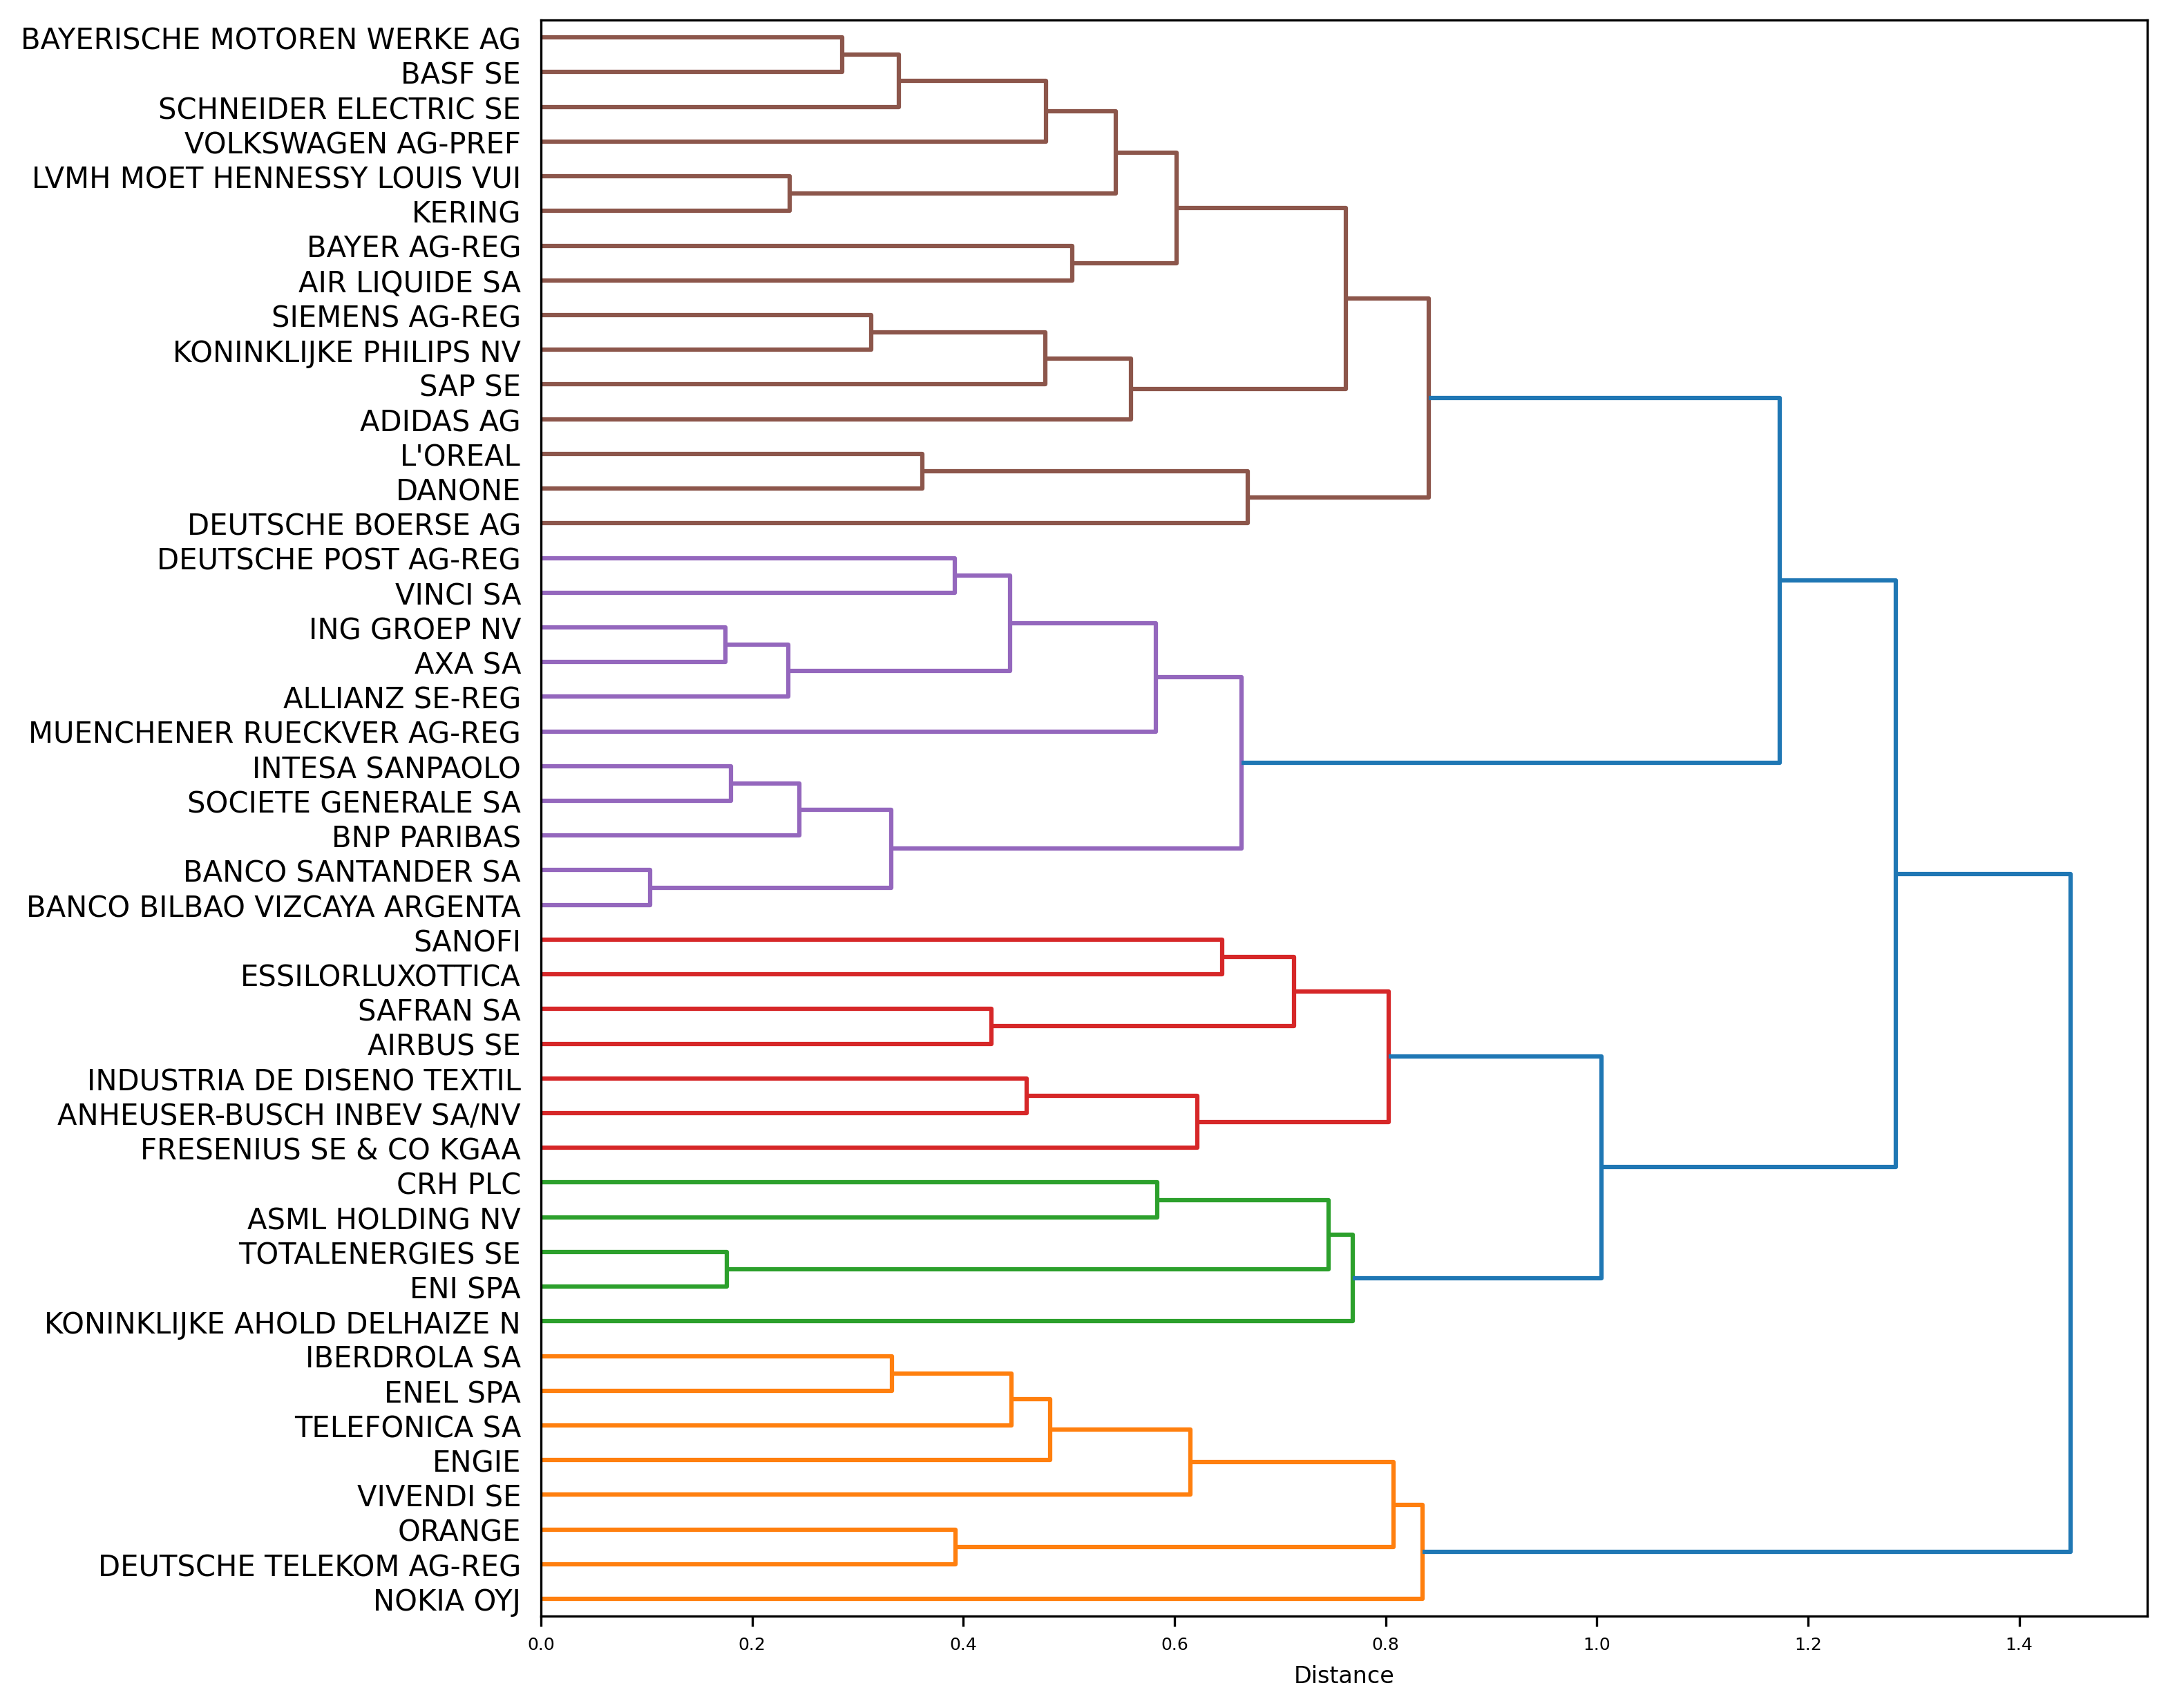 BAYERISCHE MOTOREN WERKE AG
BASF SE
SCHNEIDER ELECTRIC SE
VOLKSWAGEN AG-PREF
LVMH MOET HENNESSY LOUIS VUI
KERING
BAYER AG-REG
AIR LIQUIDE SA
SIEMENS AG-REG
KONINKLIJKE PHILIPS NV
SAP SE
ADIDAS AG
L'OREAL
DANONE
DEUTSCHE BOERSE AG
DEUTSCHE POST AG-REG
VINCI SA
ING GROEP NV
AXA SA
ALLIANZ SE-REG
MUENCHENER RUECKVER AG-REG
INTESA SANPAOLO
SOCIETE GENERALE SA
BNP PARIBAS
BANCO SANTANDER SA
BANCO BILBAO VIZCAYA ARGENTA
SANOFI
ESSILORLUXOTTICA
SAFRAN SA
AIRBUS SE
INDUSTRIA DE DISENO TEXTIL
ANHEUSER-BUSCH INBEV SA/NV
FRESENIUS SE & CO KGAA
CRH PLC
ASML HOLDING NV
TOTALENERGIES SE
ENI SPA
KONINKLIJKE AHOLD DELHAIZE N
IBERDROLA SA
ENEL SPA
TELEFONICA SA
ENGIE
VIVENDI SE
ORANGE
DEUTSCHE TELEKOM AG-REG
NOKIA OYJ
0.0 0.2 0.4 0.6 0.8 1.0 1.2 1.4
Distance